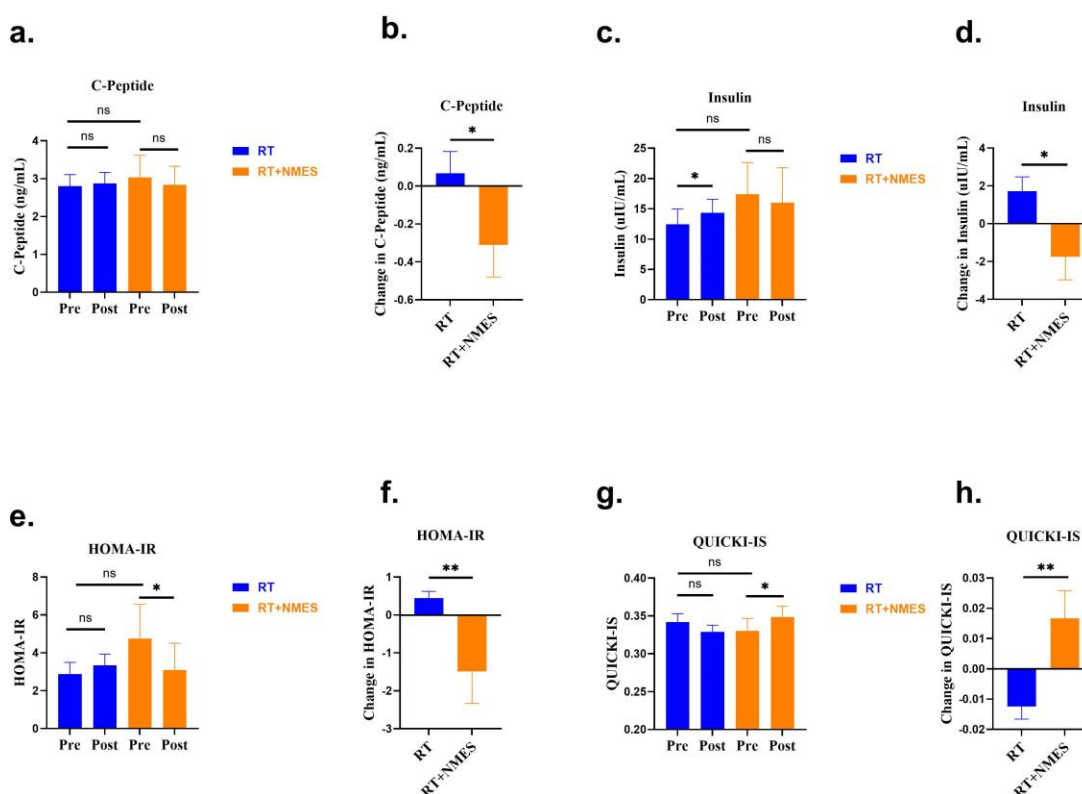 a.
C-Peptide
C-Peptide (ng/mL)
4
3
2
1
0
ns
ns
ns
Pre Post Pre Post
RT
RT+NMES
b.
C-Peptide
Change in C-Peptide (ng/mL)
0.2
0.0
-0.2
-0.4
-0.6
*
RT
RT+NMES
c.
Insulin
Insulin (uIU/mL)
25
20
15
10
5
0
ns
*
ns
Pre Post Pre Post
RT
RT+NMES
d.
Insulin
Change in Insulin (uIU/mL)
4
2
0
-2
-4
*
RT
RT+NMES
e.
HOMA-IR
HOMA-IR
8
6
4
2
0
ns
ns
*
Pre Post Pre Post
RT
RT+NMES
f.
HOMA-IR
Change in HOMA-IR
1
0
-1
-2
-3
**
RT
RT+NMES
g.
QUICKI-IS
QUICKI-IS
0.40
0.35
0.30
0.25
0.20
ns
ns
*
Pre Post Pre Post
RT
RT+NMES
h.
QUICKI-IS
Change in QUICKI-IS
0.03
0.02
0.01
0.00
-0.01
-0.02
**
RT
RT+NMES